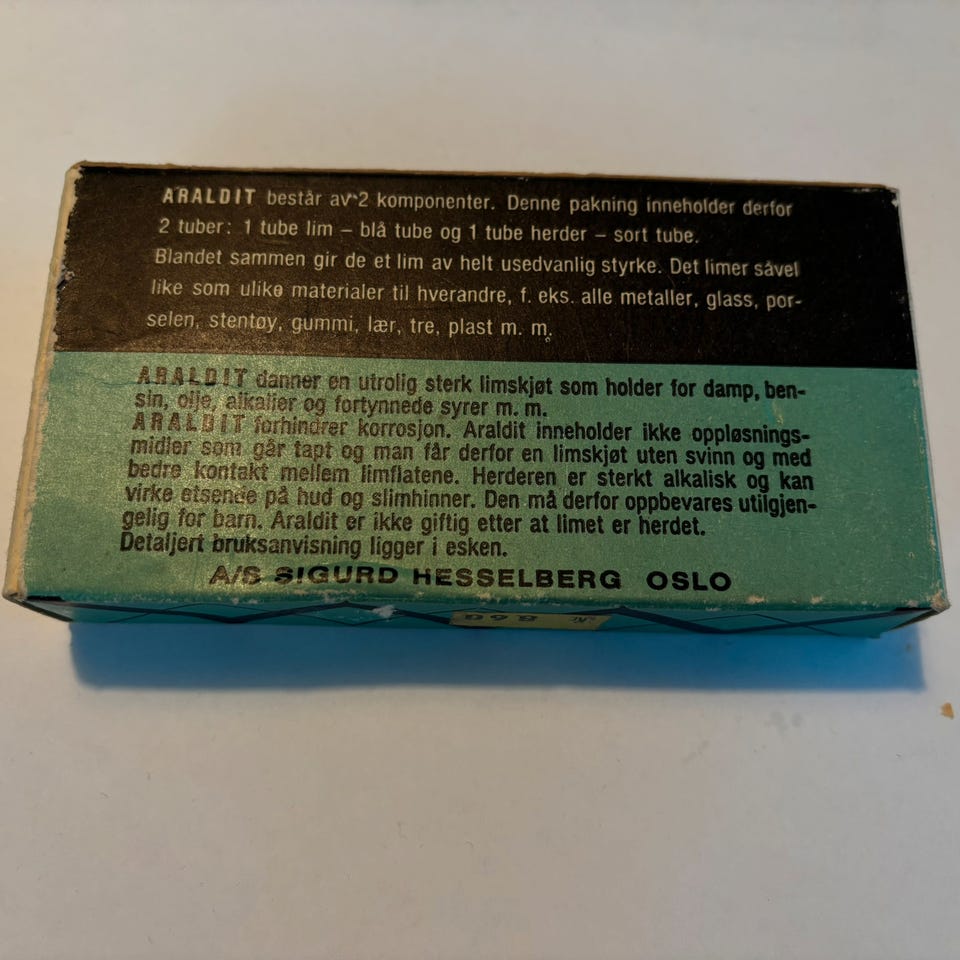 ARALDIT består av 2 komponenter. Denne pakning inneholder derfor
2 tuber: 1 tube lim – blå tube og 1 tube herder – sort tube.
Blandet sammen gir de et lim av helt usedvanlig styrke. Det limer såvel
like som ulike materialer til hverandre, f. eks. alle metaller, glass, por-
selen, stentøy, gummi, lær, tre, plast m. m.
ARALDIT danner en utrolig sterk limskjøt som holder for damp, ben-
sin, olje, alkalier og fortynnede syrer m. m.
ARALDIT forhindrer korrosjon. Araldit inneholder ikke oppløsnings-
midler som går tapt og man får derfor en limskjøt uten svinn og med
bedre kontakt mellem limflatene. Herderen er sterkt alkalisk og kan
virke etsende på hud og slimhinner. Den må derfor oppbevares utilgjen-
gelig for barn. Araldit er ikke giftig etter at limet er herdet.
Detaljert bruksanvisning ligger i esken.
A/S SIGURD HESSELBERG OSLO